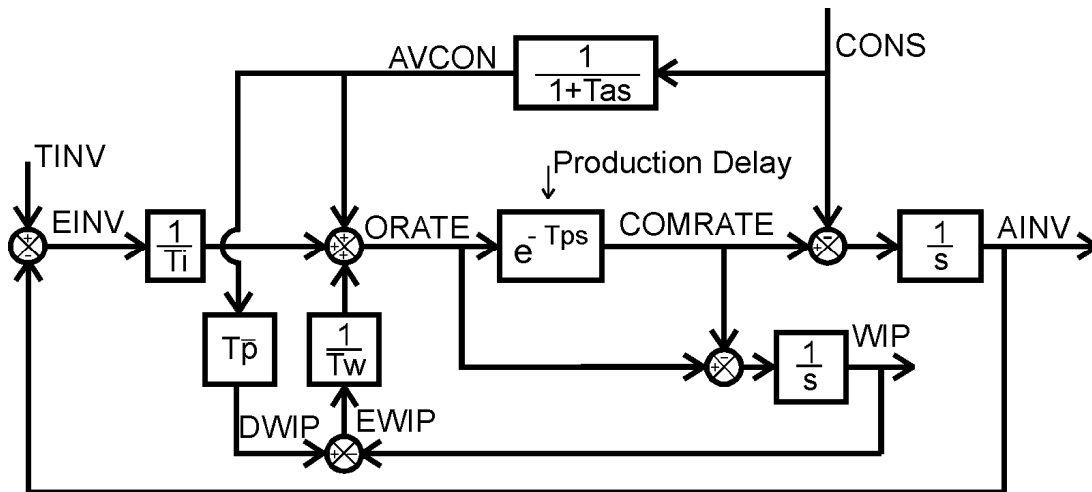 CONS
AVCON
1
1+Tas
TINV
Production Delay
EINV
1
Ti
ORATE
e- Tps
COMRATE
1
s
AINV
Tp̅
1
Tw
1
s
WIP
DWIP
EWIP